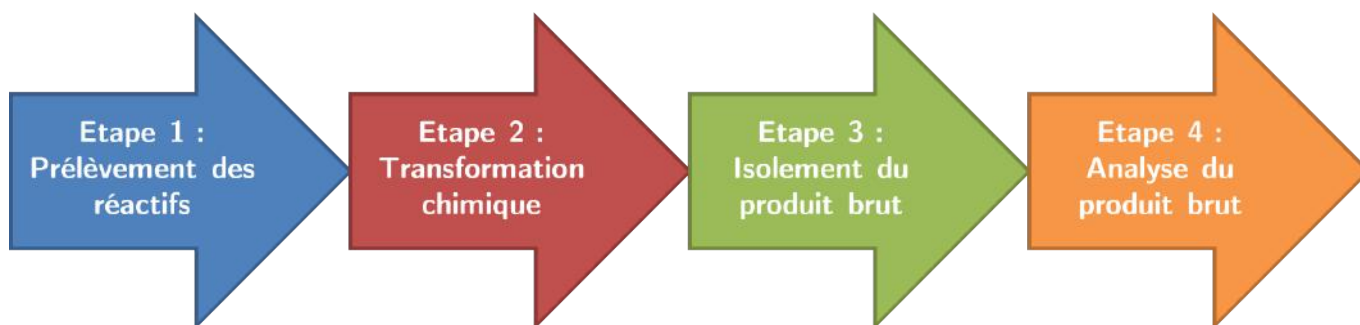 Etape 1 :
Prélèvement des
réactifs
Etape 2 :
Transformation
chimique
Etape 3 :
Isolement du
produit brut
Etape 4 :
Analyse du
produit brut